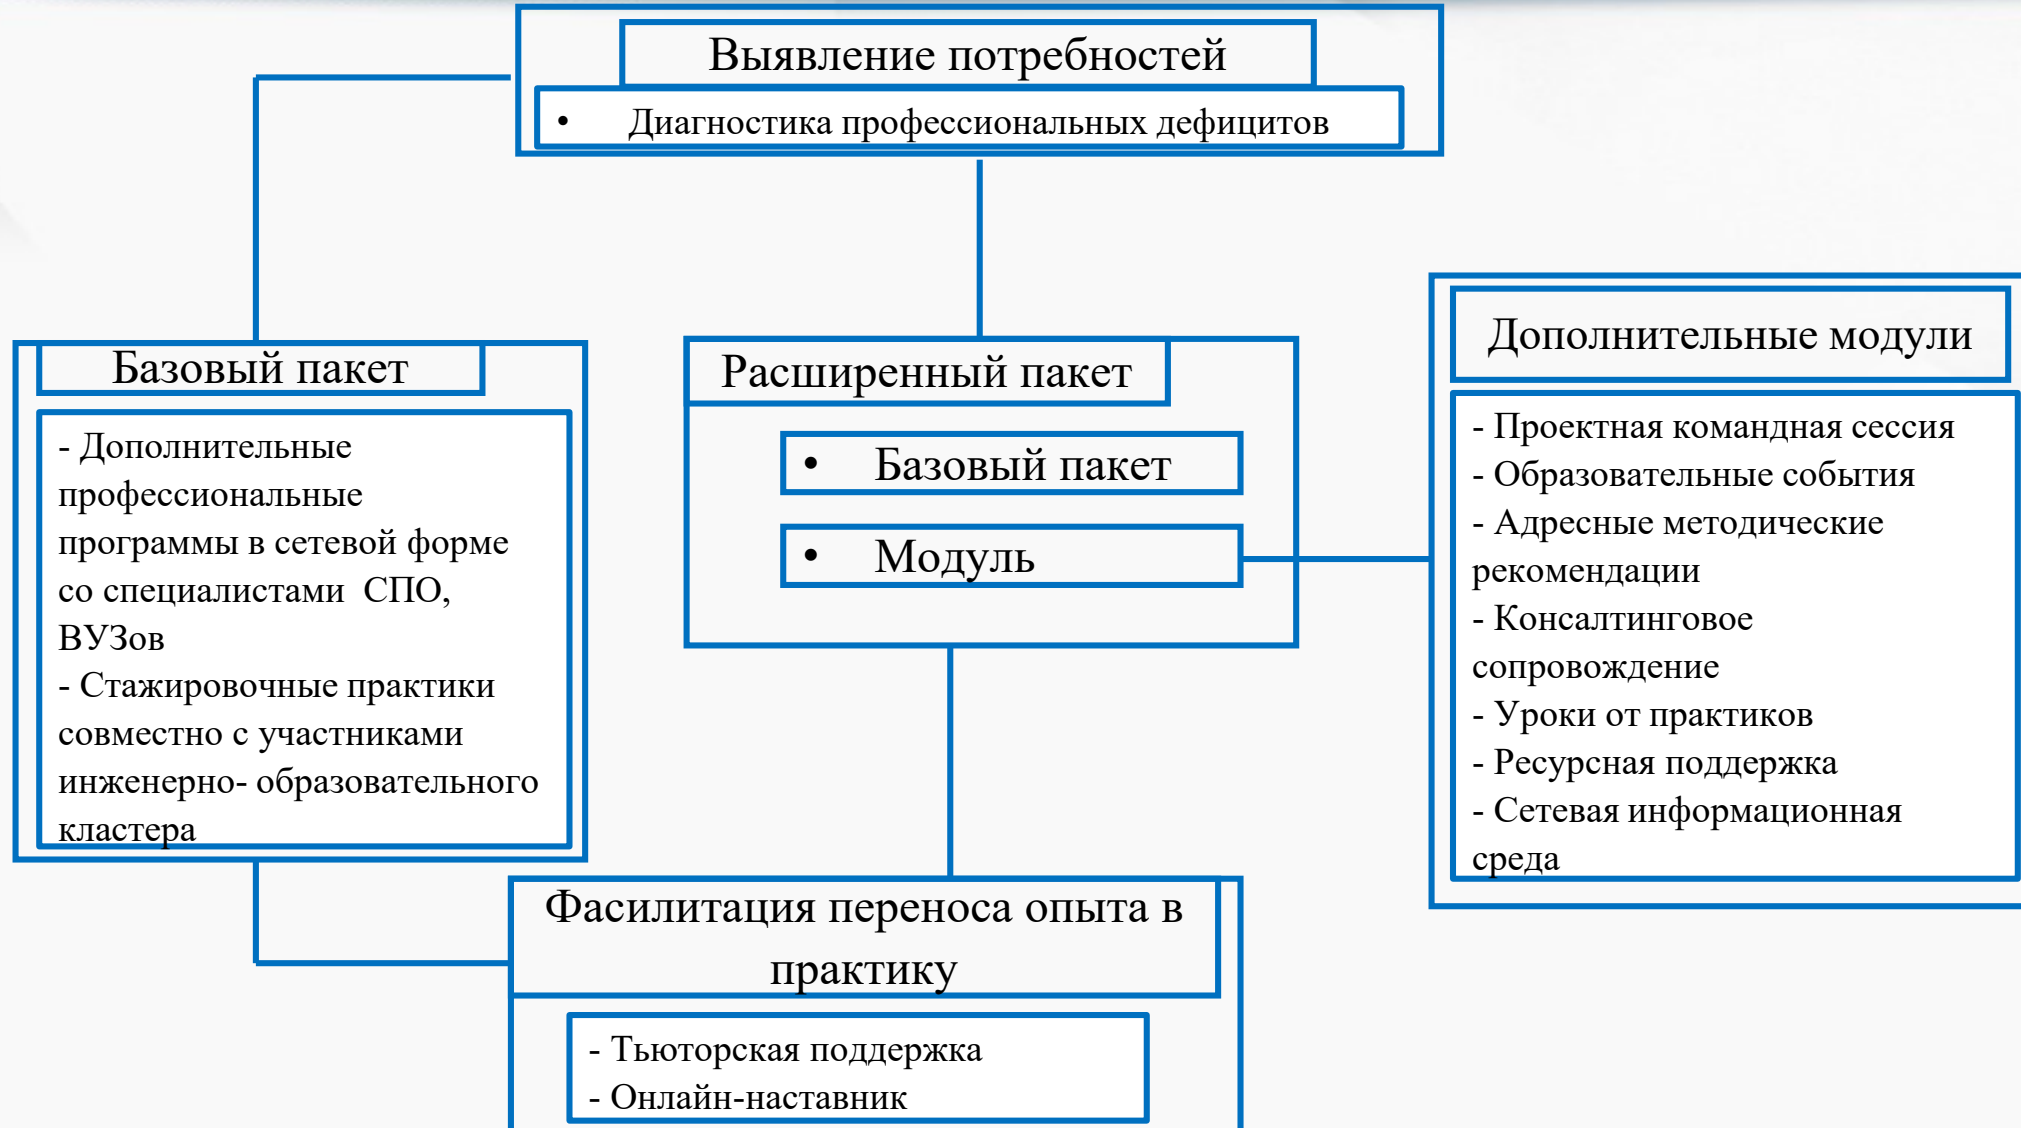 Выявление потребностей
• Диагностика профессиональных дефицитов
Базовый пакет
- Дополнительные
профессиональные
программы в сетевой форме
со специалистами СПО,
ВУЗов
- Стажировочные практики
совместно с участниками
инженерно- образовательного
кластера
Расширенный пакет
• Базовый пакет
• Модуль
Дополнительные модули
- Проектная командная сессия
- Образовательные события
- Адресные методические
рекомендации
- Консалтинговое
сопровождение
- Уроки от практиков
- Ресурсная поддержка
- Сетевая информационная
среда
Фасилитация переноса опыта в
практику
- Тьюторская поддержка
- Онлайн-наставник